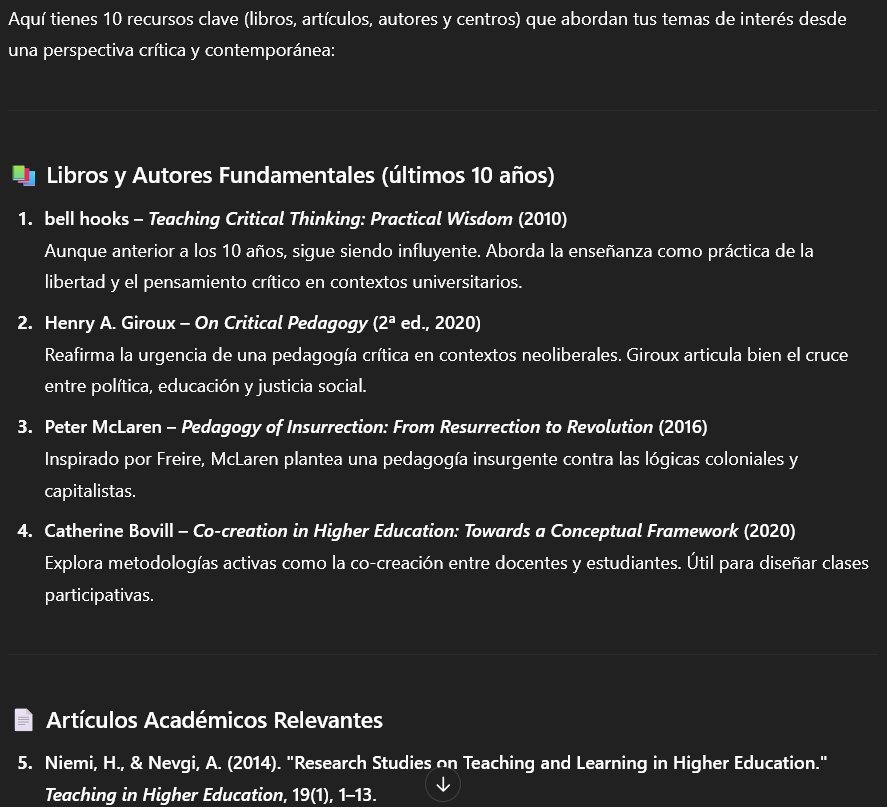 Aquí tienes 10 recursos clave (libros, artículos, autores y centros) que abordan tus temas de interés desde
una perspectiva crítica y contemporánea:
Libros y Autores Fundamentales (últimos 10 años)
1. bell hooks – Teaching Critical Thinking: Practical Wisdom (2010)
Aunque anterior a los 10 años, sigue siendo influyente. Aborda la enseñanza como práctica de la
libertad y el pensamiento crítico en contextos universitarios.
2. Henry A. Giroux – On Critical Pedagogy (2ª ed., 2020)
Reafirma la urgencia de una pedagogía crítica en contextos neoliberales. Giroux articula bien el cruce
entre política, educación y justicia social.
3. Peter McLaren – Pedagogy of Insurrection: From Resurrection to Revolution (2016)
Inspirado por Freire, McLaren plantea una pedagogía insurgente contra las lógicas coloniales y
capitalistas.
4. Catherine Bovill – Co-creation in Higher Education: Towards a Conceptual Framework (2020)
Explora metodologías activas como la co-creación entre docentes y estudiantes. Útil para diseñar clases
participativas.
Artículos Académicos Relevantes
5. Niemi, H., & Nevgi, A. (2014). "Research Studies on Teaching and Learning in Higher Education."
Teaching in Higher Education, 19(1), 1–13.